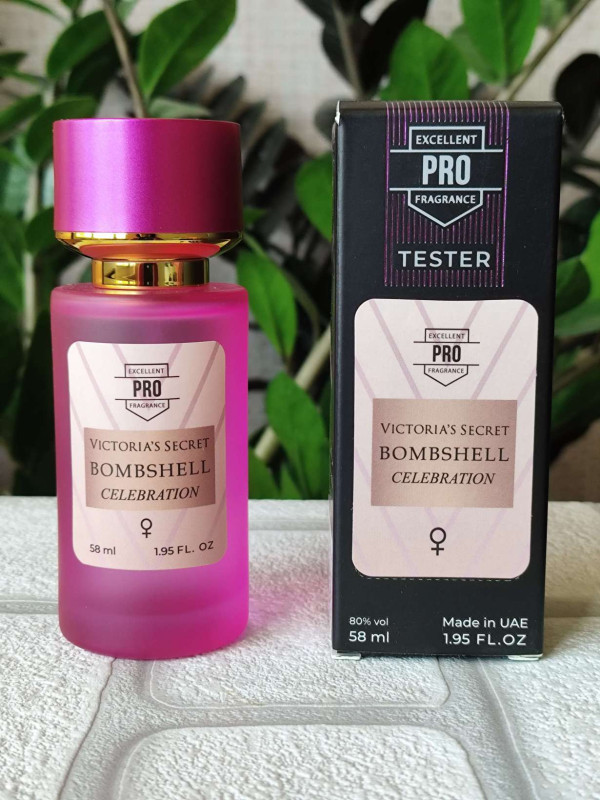 EXCELLENT
PRO
FRAGRANCE
VICTORIA'S SECRET
BOMBSHELL
CELEBRATION
58 ml 1.95 FL. OZ
EXCELLENT
PRO
FRAGRANCE
TESTER
EXCELLENT
PRO
FRAGRANCE
VICTORIA'S SECRET
BOMBSHELL
CELEBRATION
80% vol Made in UAE
58 ml 1.95 FL.OZ